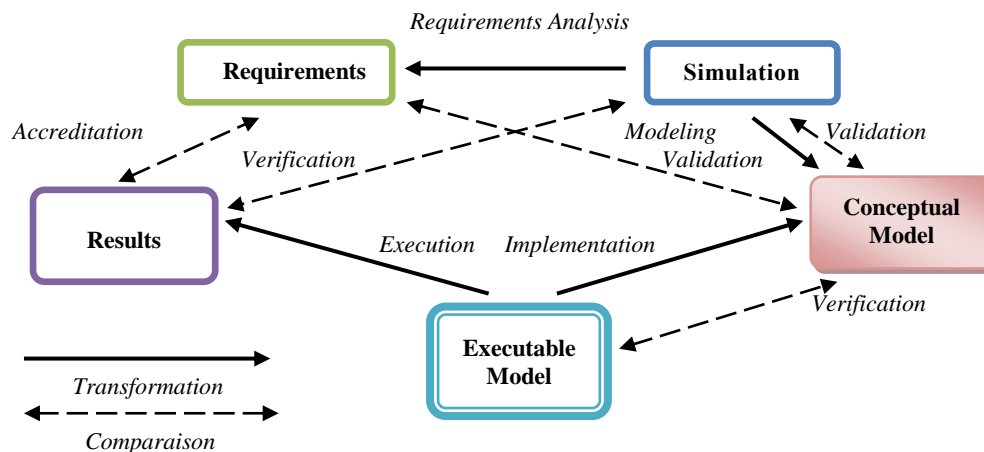 Requirements Analysis
Requirements
Simulation
Accreditation
Verification
Modeling
Validation
Validation
Results
Execution
Implementation
Conceptual
Model
Verification
Executable
Model
Transformation
Comparaison